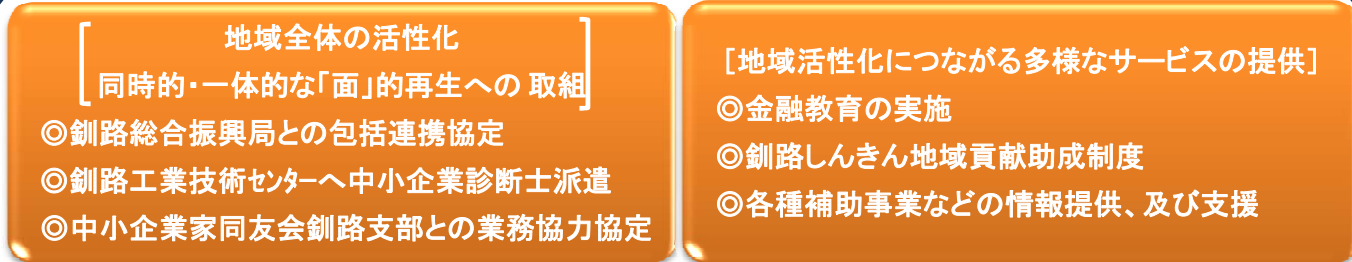 地域全体の活性化
同時的・一体的な「面」的再生への 取組
◎釧路総合振興局との包括連携協定
◎釧路工業技術ｾﾝﾀｰへ中小企業診断士派遣
◎中小企業家同友会釧路支部との業務協力協定
［地域活性化につながる多様なサービスの提供］
◎金融教育の実施
◎釧路しんきん地域貢献助成制度
◎各種補助事業などの情報提供、及び支援